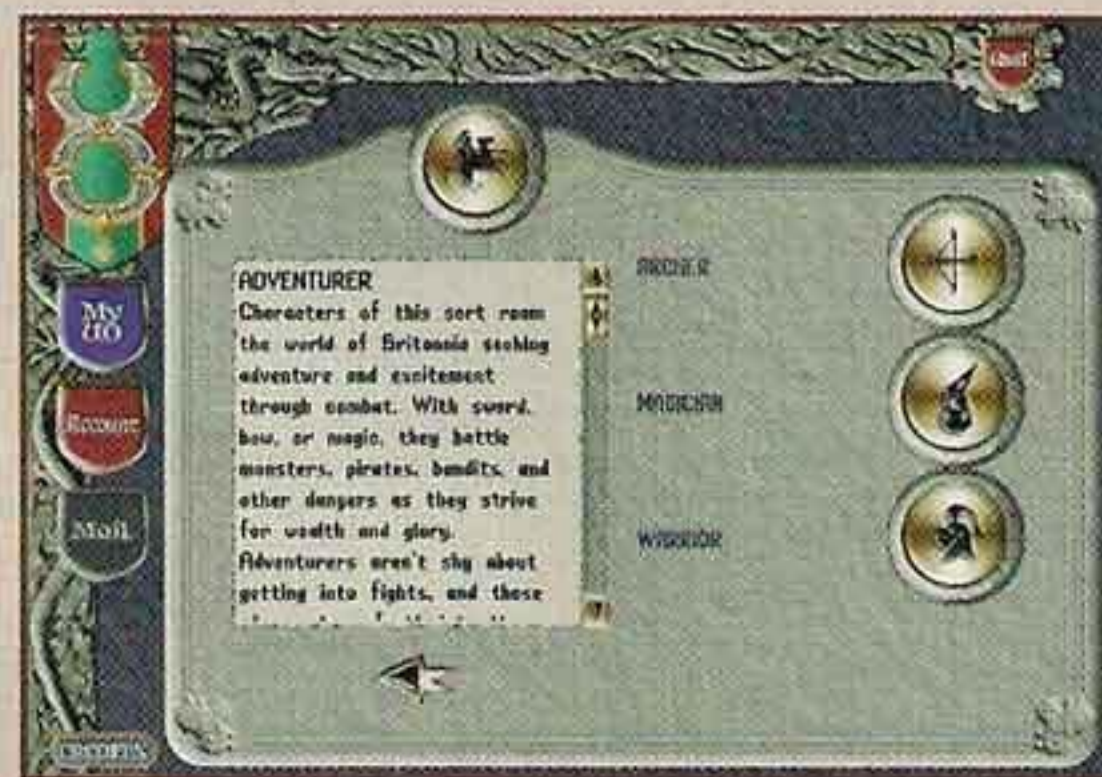 Quit
My
UO
Account
Mail
CREDITS
ADVENTURER
Characters of this sort roam
the world of Britannia seeking
adventure and excitement
through combat. With sword,
bow, or magic, they battle
monsters, pirates, bandits, and
other dangers as they strive
for wealth and glory.
Adventurers aren't shy about
getting into fights, and those
ARCHER
MAGICIAN
WARRIOR